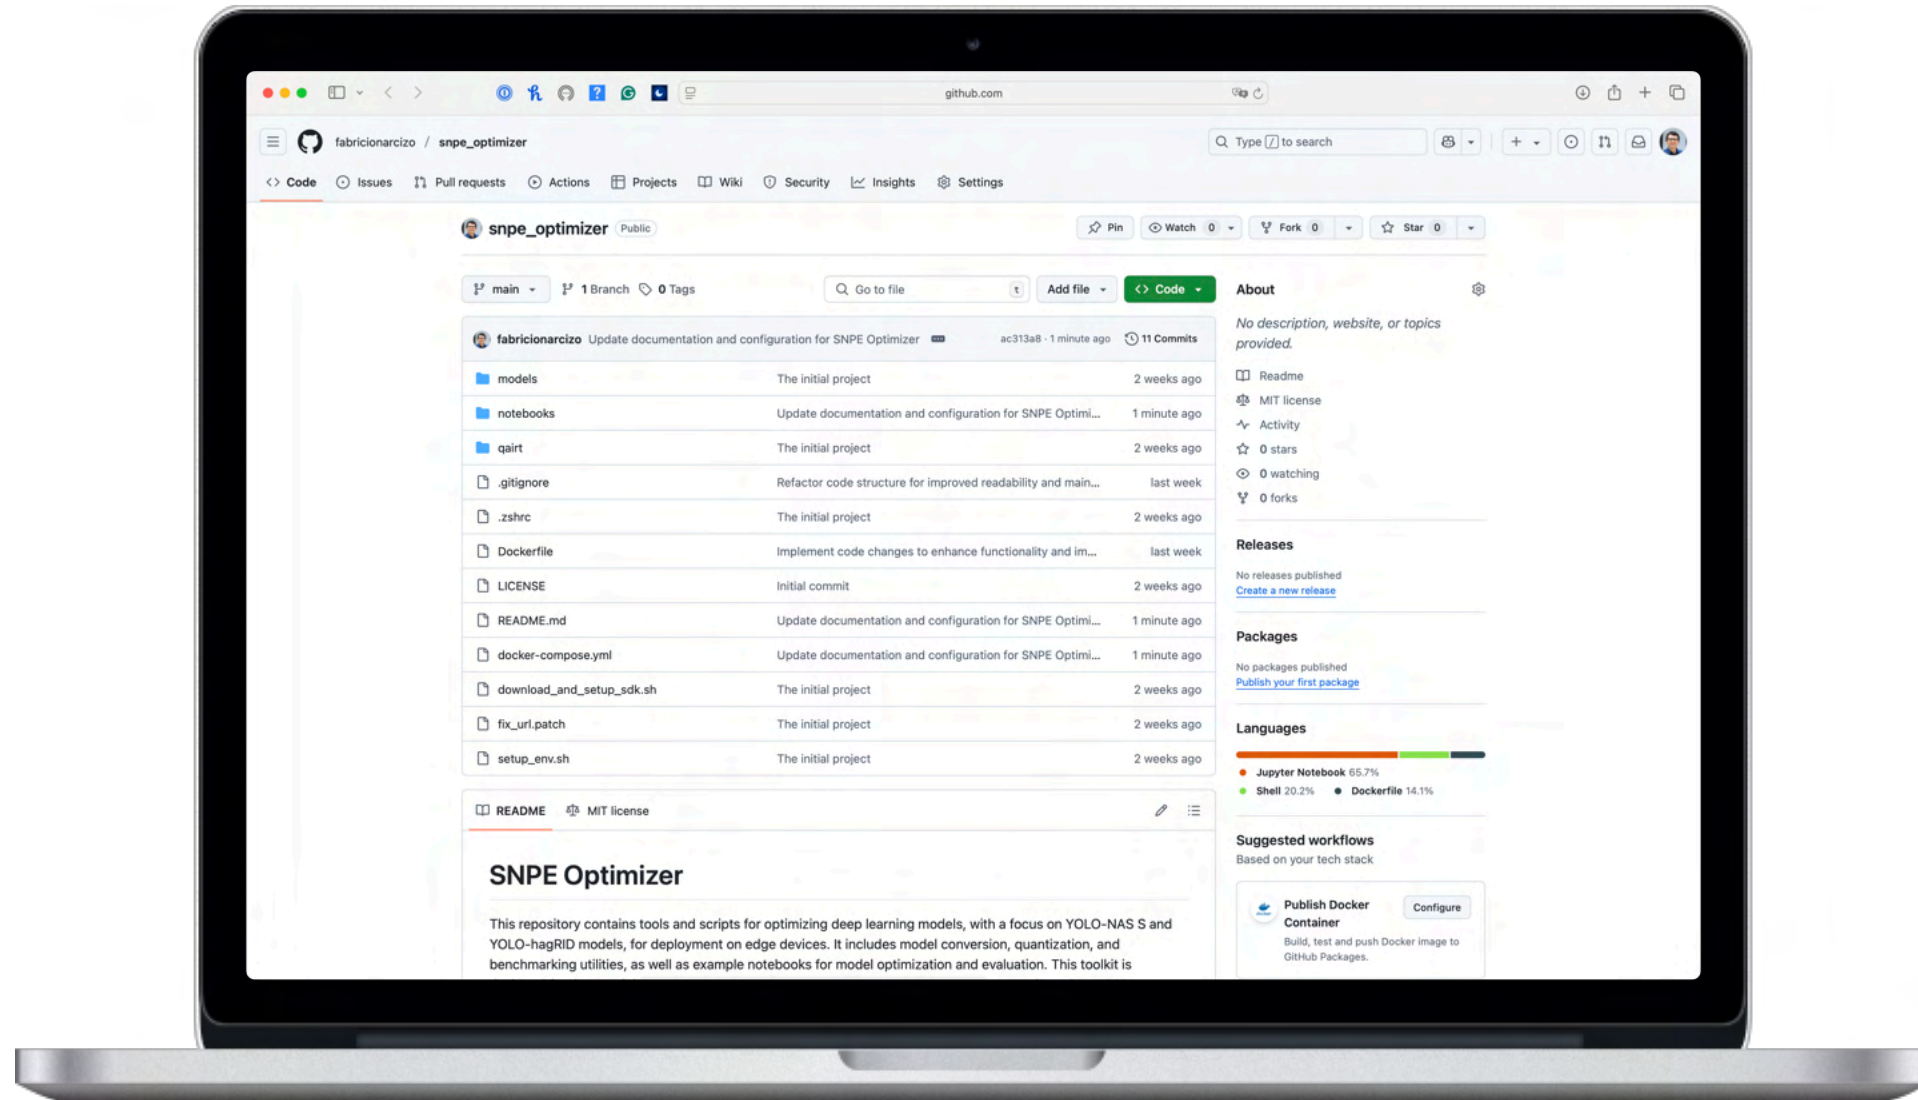 github.com
fabricionarcizo / snpe_optimizer
Type / to search
Code Issues Pull requests Actions Projects Wiki Security Insights Settings
snpe_optimizer Public
Pin Watch 0 Fork 0 Star 0
main 1 Branch 0 Tags Go to file t Add file Code
fabricionarcizo Update documentation and configuration for SNPE Optimizer ac313a8 · 1 minute ago 11 Commits
models The initial project 2 weeks ago
notebooks Update documentation and configuration for SNPE Optimi... 1 minute ago
qairt The initial project 2 weeks ago
.gitignore Refactor code structure for improved readability and main... last week
.zshrc The initial project 2 weeks ago
Dockerfile Implement code changes to enhance functionality and im... last week
LICENSE Initial commit 2 weeks ago
README.md Update documentation and configuration for SNPE Optimi... 1 minute ago
docker-compose.yml Update documentation and configuration for SNPE Optimi... 1 minute ago
download_and_setup_sdk.sh The initial project 2 weeks ago
fix_url.patch The initial project 2 weeks ago
setup_env.sh The initial project 2 weeks ago
README MIT license
SNPE Optimizer
This repository contains tools and scripts for optimizing deep learning models, with a focus on YOLO-NAS S and
YOLO-hagRID models, for deployment on edge devices. It includes model conversion, quantization, and
benchmarking utilities, as well as example notebooks for model optimization and evaluation. This toolkit is
About
No description, website, or topics
provided.
Readme
MIT license
Activity
0 stars
0 watching
0 forks
Releases
No releases published
Create a new release
Packages
No packages published
Publish your first package
Languages
Jupyter Notebook 65.7%
Shell 20.2% Dockerfile 14.1%
Suggested workflows
Based on your tech stack
Publish Docker
Container
Configure
Build, test and push Docker image to
GitHub Packages.